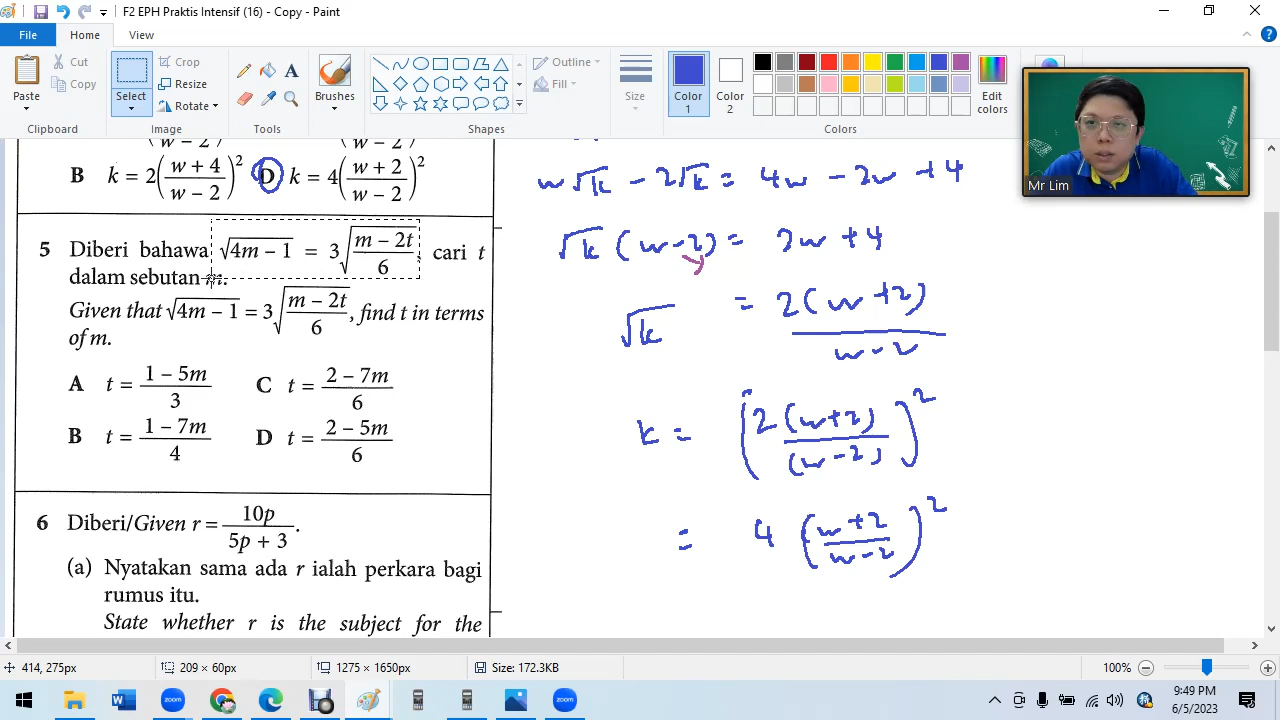 F2 EPH Praktis Intensif (16) - Copy - Paint
File Home View
Paste Cut Copy
Select Crop Resize Rotate
Brushes
Outline Fill
Size
Color 1
Color 2
Edit colors
Clipboard Image Tools Shapes Colors
(w − 2) (w − 2)
B k = 2(w + 4 / w − 2)² D k = 4(w + 2 / w − 2)²
5 Diberi bahawa √(4m − 1) = 3√((m − 2t)/6), cari t
dalam sebutan m.
Given that √(4m − 1) = 3√((m − 2t)/6), find t in terms
of m.
A t = (1 − 5m)/3 C t = (2 − 7m)/6
B t = (1 − 7m)/4 D t = (2 − 5m)/6
6 Diberi/Given r = 10p/(5p + 3).
(a) Nyatakan sama ada r ialah perkara bagi
rumus itu.
State whether r is the subject for the
w√k − 2√k = 4w − 2w + 4
√k (w − 2) = 2w + 4
√k = 2(w + 2)/(w − 2)
k = (2(w+2)/(w−2))²
= 4 (w+2/w−2)²
Mr Lim
414, 275px 209 × 60px 1275 × 1650px Size: 172.3KB 100%
W zoom zoom
9:49 PM
6/5/2023